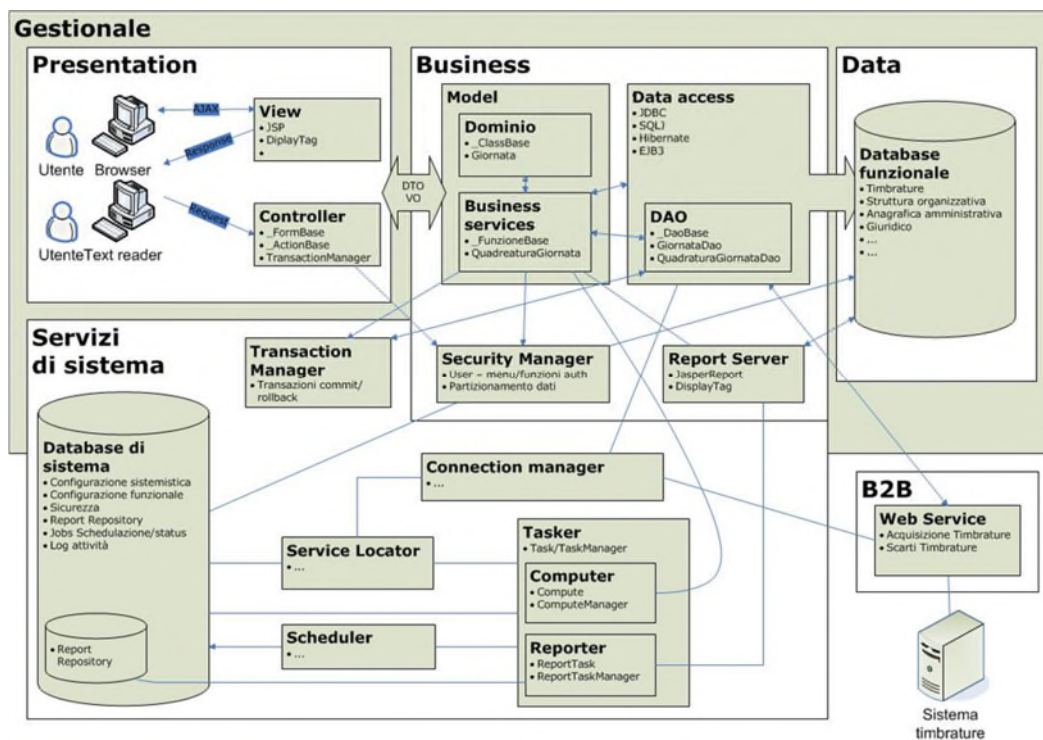 Gestionale
Presentation
AJAX
View
• JSP
• DiplayTag
•
Response
Utente Browser
Request
Controller
• _FormBase
• _ActionBase
• TransactionManager
UtenteText reader
DTO
VO
Business
Model
Dominio
• _ClassBase
• Giornata
Business
services
• _FunzioneBase
• QuadreaturaGiornata
Data access
• JDBC
• SQLJ
• Hibernate
• EJB3
DAO
• _DaoBase
• GiornataDao
• QuadraturaGiornataDao
Data
Database
funzionale
• Timbrature
• Struttura organizzativa
• Anagrafica amministrativa
• Giuridico
• ...
• ...
Servizi
di sistema
Transaction
Manager
• Transazioni commit/
rollback
Security Manager
• User – menu/funzioni auth
• Partizionamento dati
Report Server
• JasperReport
• DisplayTag
Database di
sistema
• Configurazione sistemistica
• Configurazione funzionale
• Sicurezza
• Report Repository
• Jobs Schedulazione/status
• Log attività
• Report
Repository
Connection manager
• ...
Service Locator
• ...
Scheduler
• ...
Tasker
• Task/TaskManager
Computer
• Compute
• ComputeManager
Reporter
• ReportTask
• ReportTaskManager
B2B
Web Service
• Acquisizione Timbrature
• Scarti Timbrature
Sistema
timbrature